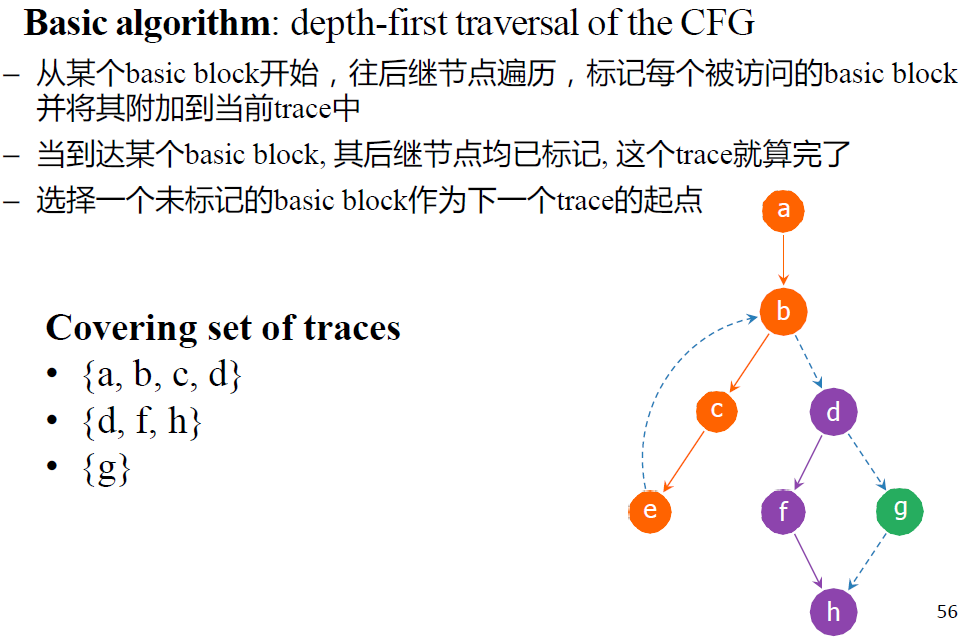 Basic algorithm: depth-first traversal of the CFG
– 从某个basic block开始，往后继节点遍历，标记每个被访问的basic block
并将其附加到当前trace中
– 当到达某个basic block, 其后继节点均已标记, 这个trace就算完了
– 选择一个未标记的basic block作为下一个trace的起点
a
Covering set of traces
b
• {a, b, c, d}
c
d
• {d, f, h}
• {g}
e
f
g
h
56